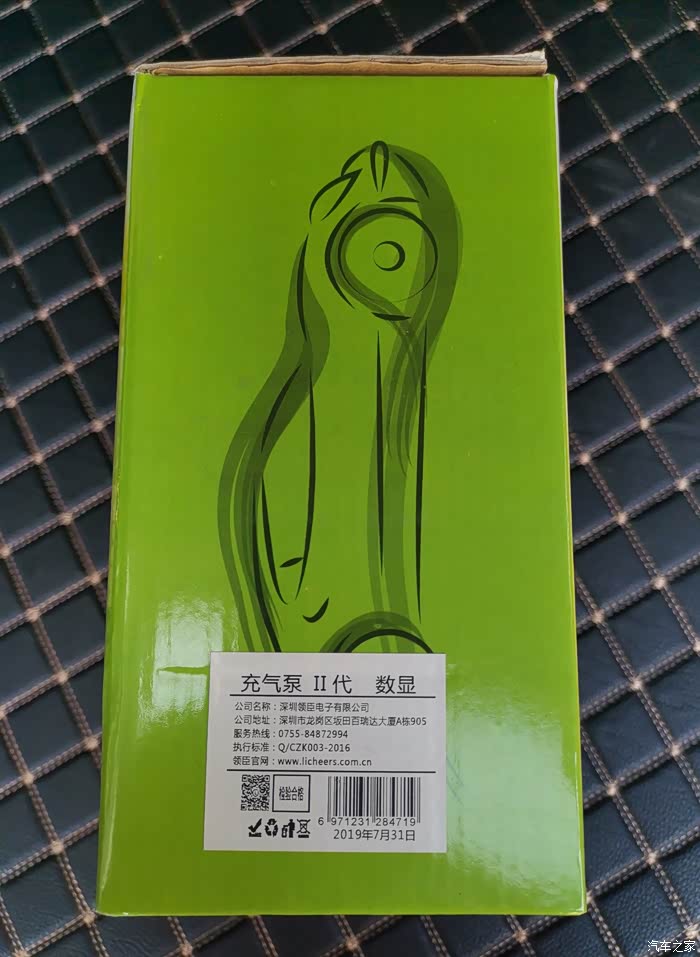 充气泵 II代 数显
公司名称：深圳领臣电子有限公司
公司地址：深圳市龙岗区坂田百瑞达大厦A栋905
服务热线：0755-84872994
执行标准：Q/CZK003-2016
领臣官网：www.licheers.com.cn
检验合格
6 971231 284719
2019年7月31日
汽车之家